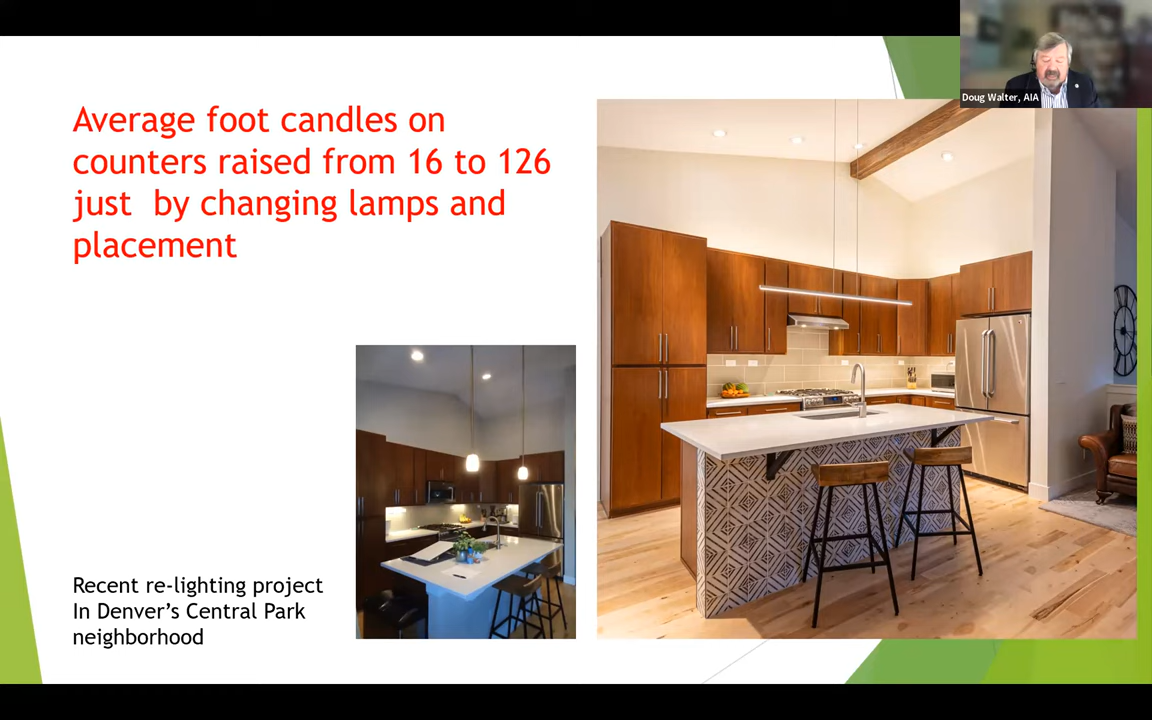 Average foot candles on
counters raised from 16 to 126
just  by changing lamps and
placement
Recent re-lighting project
In Denver's Central Park
neighborhood
Doug Walter, AIA